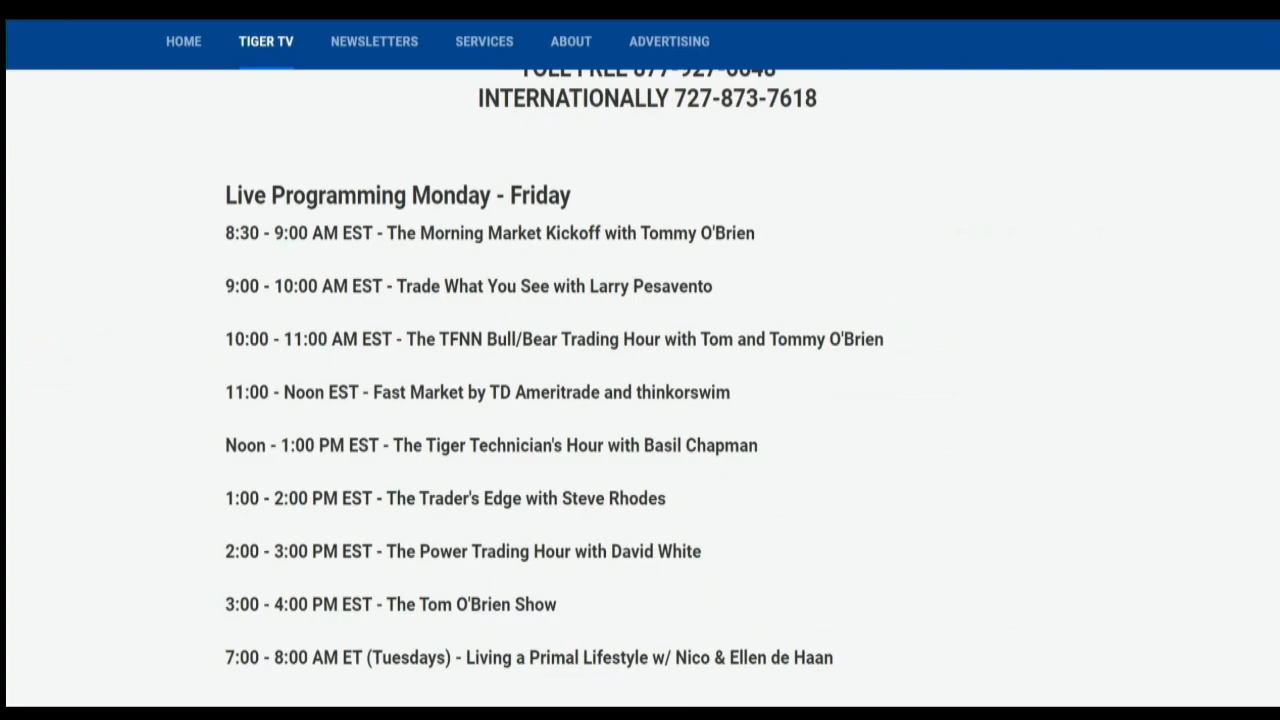 HOME TIGER TV NEWSLETTERS SERVICES ABOUT ADVERTISING
TOLL FREE 877-927-6648
INTERNATIONALLY 727-873-7618
Live Programming Monday - Friday
8:30 - 9:00 AM EST - The Morning Market Kickoff with Tommy O'Brien
9:00 - 10:00 AM EST - Trade What You See with Larry Pesavento
10:00 - 11:00 AM EST - The TFNN Bull/Bear Trading Hour with Tom and Tommy O'Brien
11:00 - Noon EST - Fast Market by TD Ameritrade and thinkorswim
Noon - 1:00 PM EST - The Tiger Technician's Hour with Basil Chapman
1:00 - 2:00 PM EST - The Trader's Edge with Steve Rhodes
2:00 - 3:00 PM EST - The Power Trading Hour with David White
3:00 - 4:00 PM EST - The Tom O'Brien Show
7:00 - 8:00 AM ET (Tuesdays) - Living a Primal Lifestyle w/ Nico & Ellen de Haan